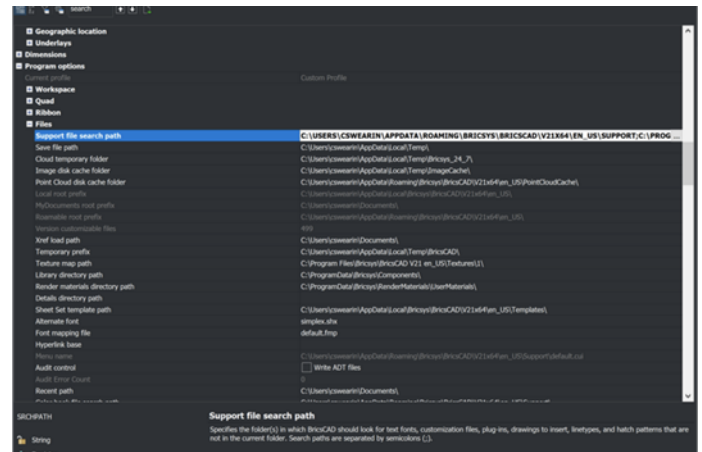 search
Geographic location
Underlays
Dimensions
Program options
Current profile Custom Profile
Workspace
Quad
Ribbon
Files
Support file search path C:\USERS\CSWEARIN\APPDATA\ROAMING\BRICSYS\BRICSCAD\V21X64\EN_US\SUPPORT;C:\PROG ...
Save file path C:\Users\cswearin\AppData\Local\Temp\
Cloud temporary folder C:\Users\cswearin\AppData\Local\Temp\Bricsys_24_7\
Image disk cache folder C:\Users\cswearin\AppData\Local\Temp\ImageCache\
Point Cloud disk cache folder C:\Users\cswearin\AppData\Roaming\Bricsys\BricsCAD\V21x64\en_US\PointCloudCache\
Local root prefix C:\Users\cswearin\AppData\Local\Bricsys\BricsCAD\V21x64\en_US\
MyDocuments root prefix C:\Users\cswearin\Documents\
Roamable root prefix C:\Users\cswearin\AppData\Roaming\Bricsys\BricsCAD\V21x64\en_US\
Version customizable files 499
Xref load path C:\Users\cswearin\Documents\
Temporary prefix C:\Users\cswearin\AppData\Local\Temp\BricsCAD\
Texture map path C:\Program Files\Bricsys\BricsCAD V21 en_US\Textures\1\
Library directory path C:\ProgramData\Bricsys\Components\
Render materials directory path C:\ProgramData\Bricsys\RenderMaterials\UserMaterials\
Details directory path
Sheet Set template path C:\Users\cswearin\AppData\Local\Bricsys\BricsCAD\V21x64\en_US\Templates\
Alternate font simplex.shx
Font mapping file default.fmp
Hyperlink base
Menu name C:\Users\cswearin\AppData\Roaming\Bricsys\BricsCAD\V21x64\en_US\Support\default.cui
Audit control Write ADT files
Audit Error Count 0
Recent path C:\Users\cswearin\Documents\
SRCHPATH
String
Support file search path
Specifies the folder(s) in which BricsCAD should look for text fonts, customization files, plug-ins, drawings to insert, linetypes, and hatch patterns that are
not in the current folder. Search paths are separated by semicolons (;).